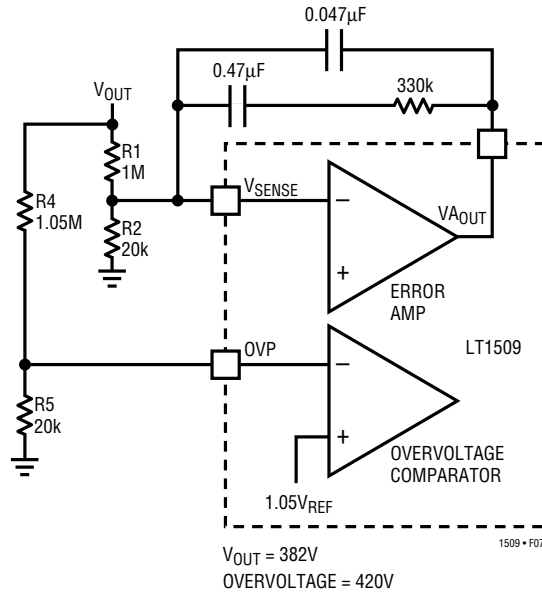 0.047µF
0.47µF
330k
VOUT
R1
1M
R4
1.05M
R2
20k
VSENSE
VAOUT
−
+
ERROR
AMP
LT1509
OVP
−
+
R5
20k
OVERVOLTAGE
COMPARATOR
1.05VREF
1509 • F07
VOUT = 382V
OVERVOLTAGE = 420V